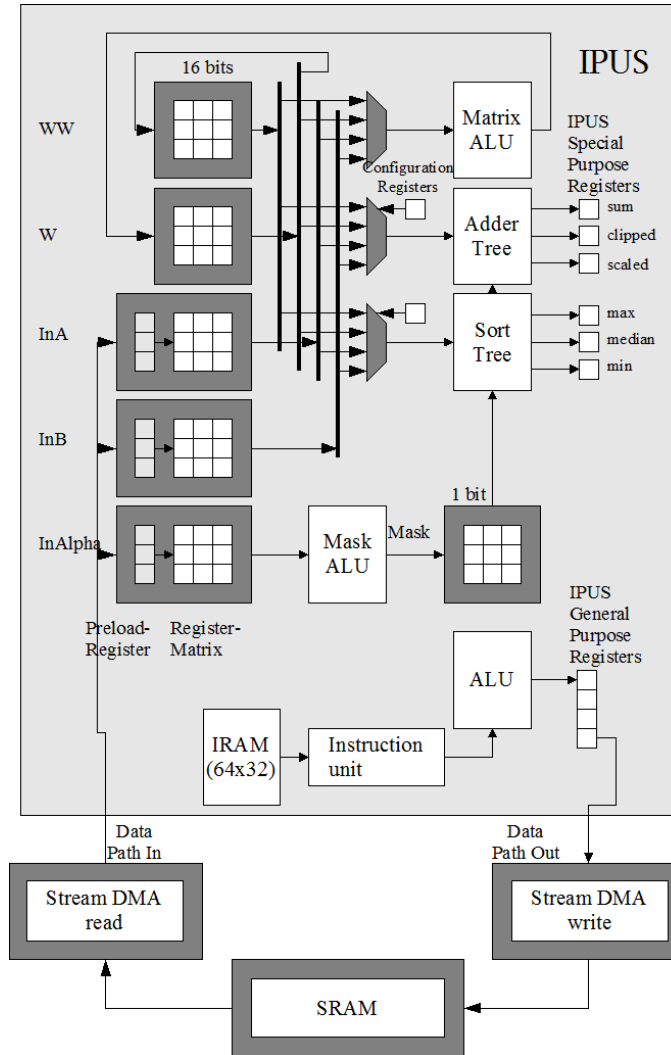 IPUS
16 bits
WW
Matrix
ALU
IPUS
Special
Purpose
Registers
Configuration
Registers
W
Adder
Tree
sum
clipped
scaled
InA
Sort
Tree
max
median
min
InB
1 bit
InAlpha
Mask
ALU
Mask
Preload-
Register
Register-
Matrix
IPUS
General
Purpose
Registers
ALU
IRAM
(64x32)
Instruction
unit
Data
Path In
Data
Path Out
Stream DMA
read
Stream DMA
write
SRAM